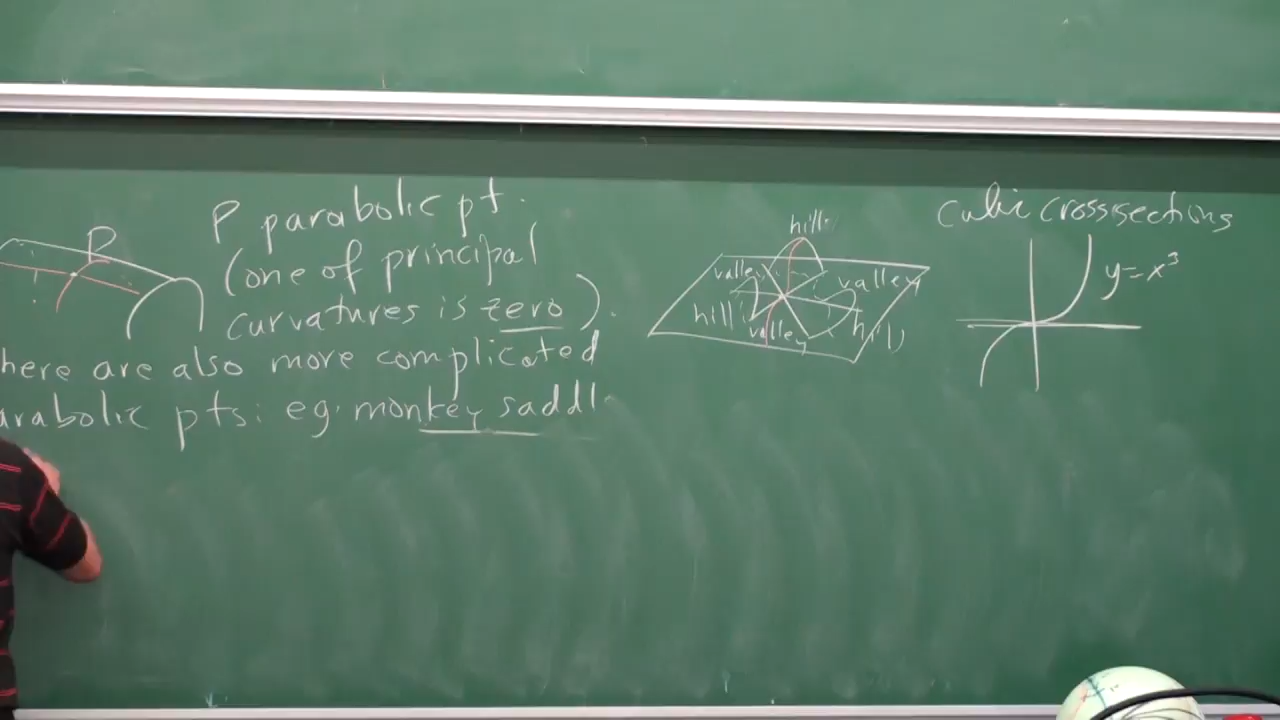 P
P parabolic pt.
(one of principal
curvatures is zero).
here are also more complicated
arabolic pts: eg. monkey saddl
hill
valley
valley
hill
valley
hill
cubic cross sections
y=x³